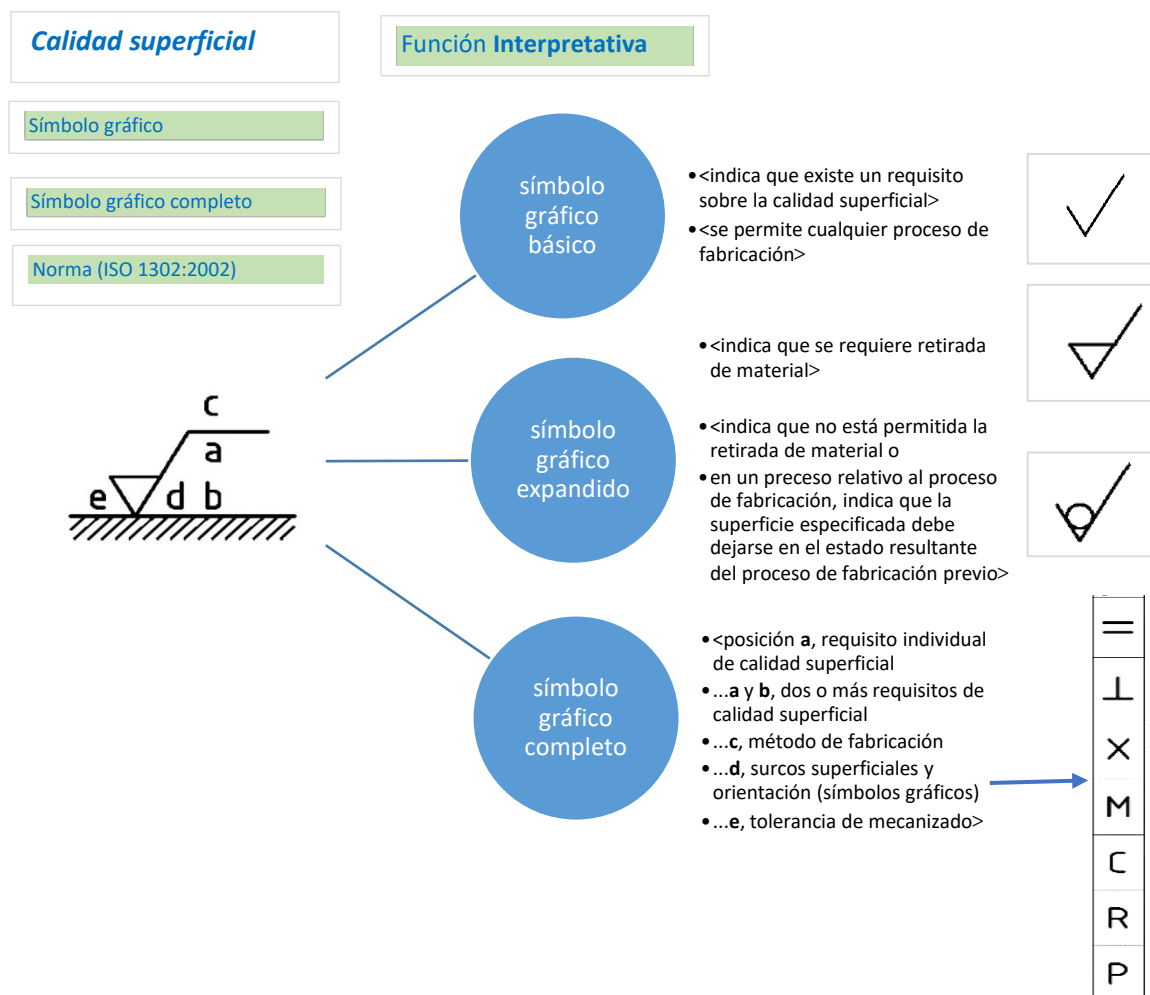 Calidad superficial
Función Interpretativa
Símbolo gráfico
Símbolo gráfico completo
Norma (ISO 1302:2002)
símbolo
gráfico
básico
•<indica que existe un requisito
sobre la calidad superficial>
•<se permite cualquier proceso de
fabricación>
•<indica que se requiere retirada
de material>
c
a
e d b
símbolo
gráfico
expandido
•<indica que no está permitida la
retirada de material o
•en un preceso relativo al proceso
de fabricación, indica que la
superficie especificada debe
dejarse en el estado resultante
del proceso de fabricación previo>
símbolo
gráfico
completo
•<posición a, requisito individual
de calidad superficial
•...a y b, dos o más requisitos de
calidad superficial
•...c, método de fabricación
•...d, surcos superficiales y
orientación (símbolos gráficos)
•...e, tolerancia de mecanizado>
=
⊥
X
M
C
R
P